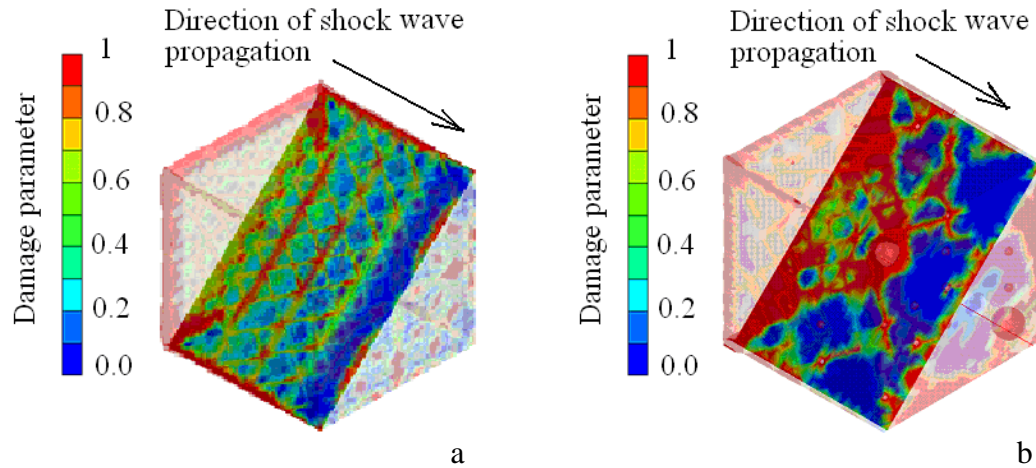 Direction of shock wave
propagation
Damage parameter
1
0.8
0.6
0.4
0.2
0.0
a
Direction of shock wave
propagation
Damage parameter
1
0.8
0.6
0.4
0.2
0.0
b